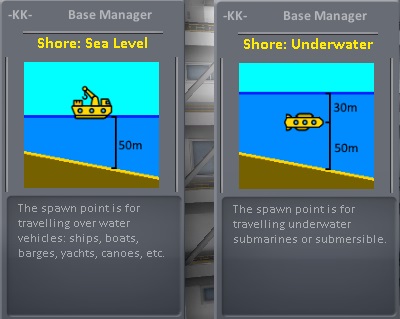 -KK- Base Manager
Shore: Sea Level
50m
The spawn point is for
travelling over water
vehicles: ships, boats,
barges, yachts, canoes, etc.
-KK- Base Manager
Shore: Underwater
30m
50m
The spawn point is for
travelling underwater
submarines or submersible.